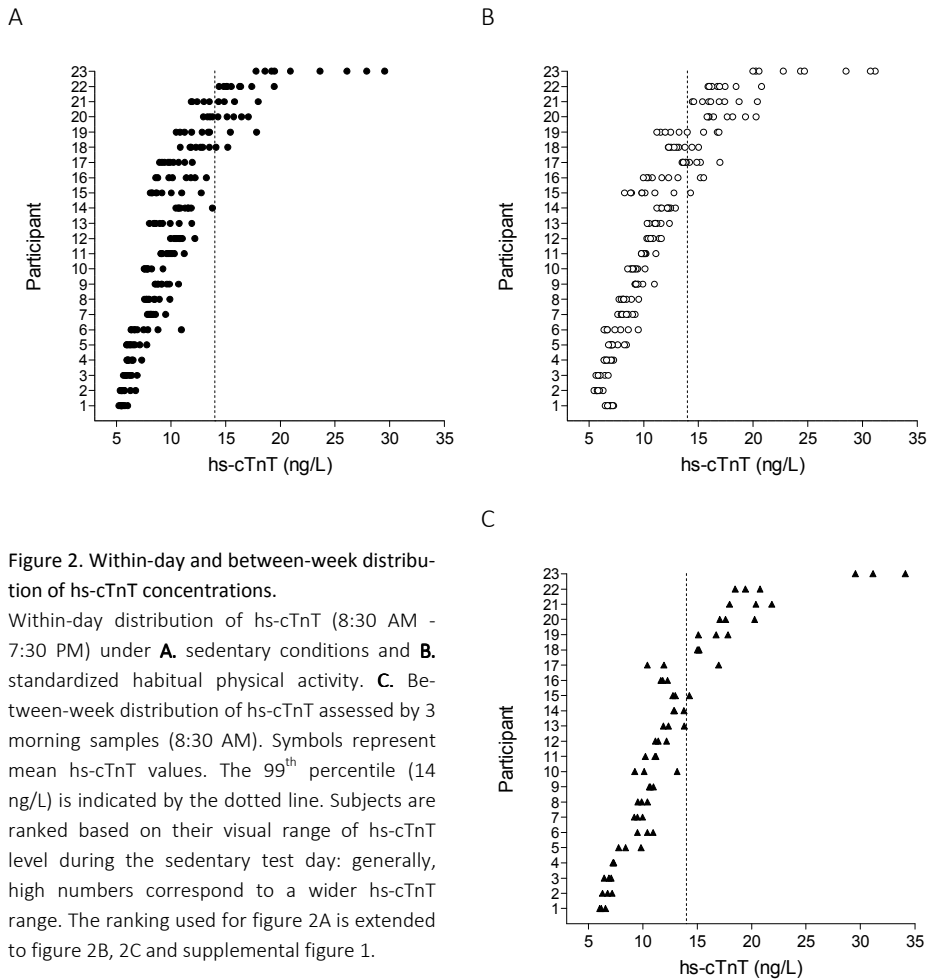 A
23
22
21
20
19
18
17
16
15
14
13
12
11
10
9
8
7
6
5
4
3
2
1
Participant
5 10 15 20 25 30 35
hs-cTnT (ng/L)
B
23
22
21
20
19
18
17
16
15
14
13
12
11
10
9
8
7
6
5
4
3
2
1
Participant
5 10 15 20 25 30 35
hs-cTnT (ng/L)
Figure 2. Within-day and between-week distribu-
tion of hs-cTnT concentrations.
Within-day distribution of hs-cTnT (8:30 AM -
7:30 PM) under A. sedentary conditions and B.
standardized habitual physical activity. C. Be-
tween-week distribution of hs-cTnT assessed by 3
morning samples (8:30 AM). Symbols represent
mean hs-cTnT values. The 99th percentile (14
ng/L) is indicated by the dotted line. Subjects are
ranked based on their visual range of hs-cTnT
level during the sedentary test day: generally,
high numbers correspond to a wider hs-cTnT
range. The ranking used for figure 2A is extended
to figure 2B, 2C and supplemental figure 1.
C
23
22
21
20
19
18
17
16
15
14
13
12
11
10
9
8
7
6
5
4
3
2
1
Participant
5 10 15 20 25 30 35
hs-cTnT (ng/L)